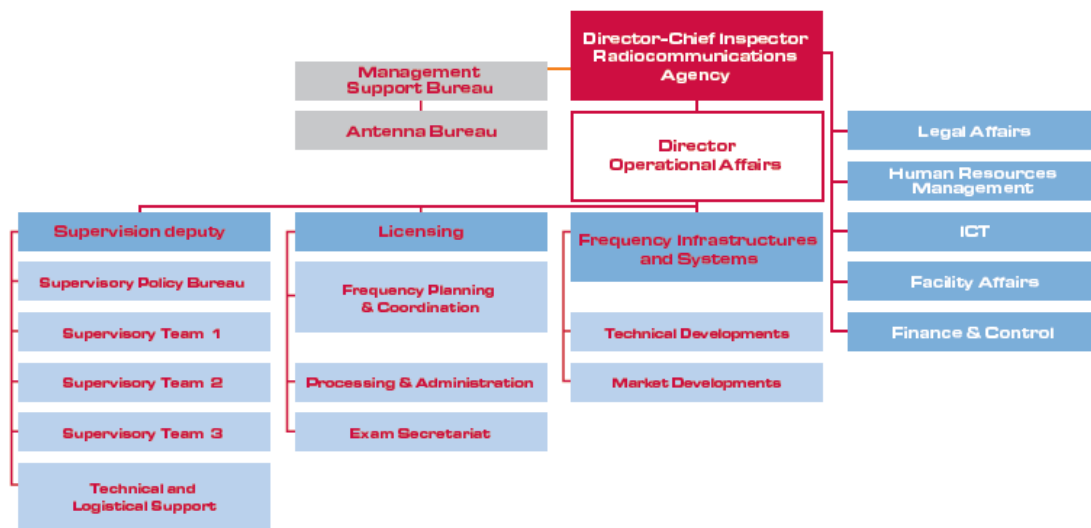 Director-Chief Inspector
Radiocommunications
Agency
Management
Support Bureau
Antenna Bureau
Director
Operational Affairs
Legal Affairs
Human Resources
Management
ICT
Facility Affairs
Finance & Control
Supervision deputy
Supervisory Policy Bureau
Supervisory Team 1
Supervisory Team 2
Supervisory Team 3
Technical and
Logistical Support
Licensing
Frequency Planning
& Coordination
Processing & Administration
Exam Secretariat
Frequency Infrastructures
and Systems
Technical Developments
Market Developments